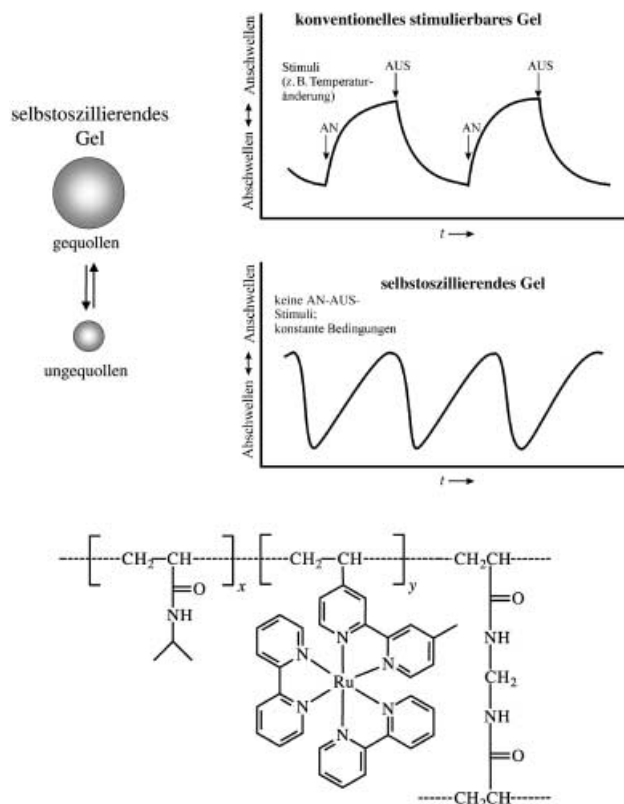 konventionelles stimulierbares Gel
Abschwellen ↔ Anschwellen
Stimuli
(z. B. Temperatur-
änderung)
AN
AUS
AN
AUS
t →
selbstoszillierendes
Gel
gequollen
ungequollen
selbstoszillierendes Gel
Abschwellen ↔ Anschwellen
keine AN-AUS-
Stimuli;
konstante Bedingungen
t →
CH2 CH x CH2 CH y CH2CH
O
NH
N N N N N N
Ru
O
NH
CH2
NH
O
CH2CH